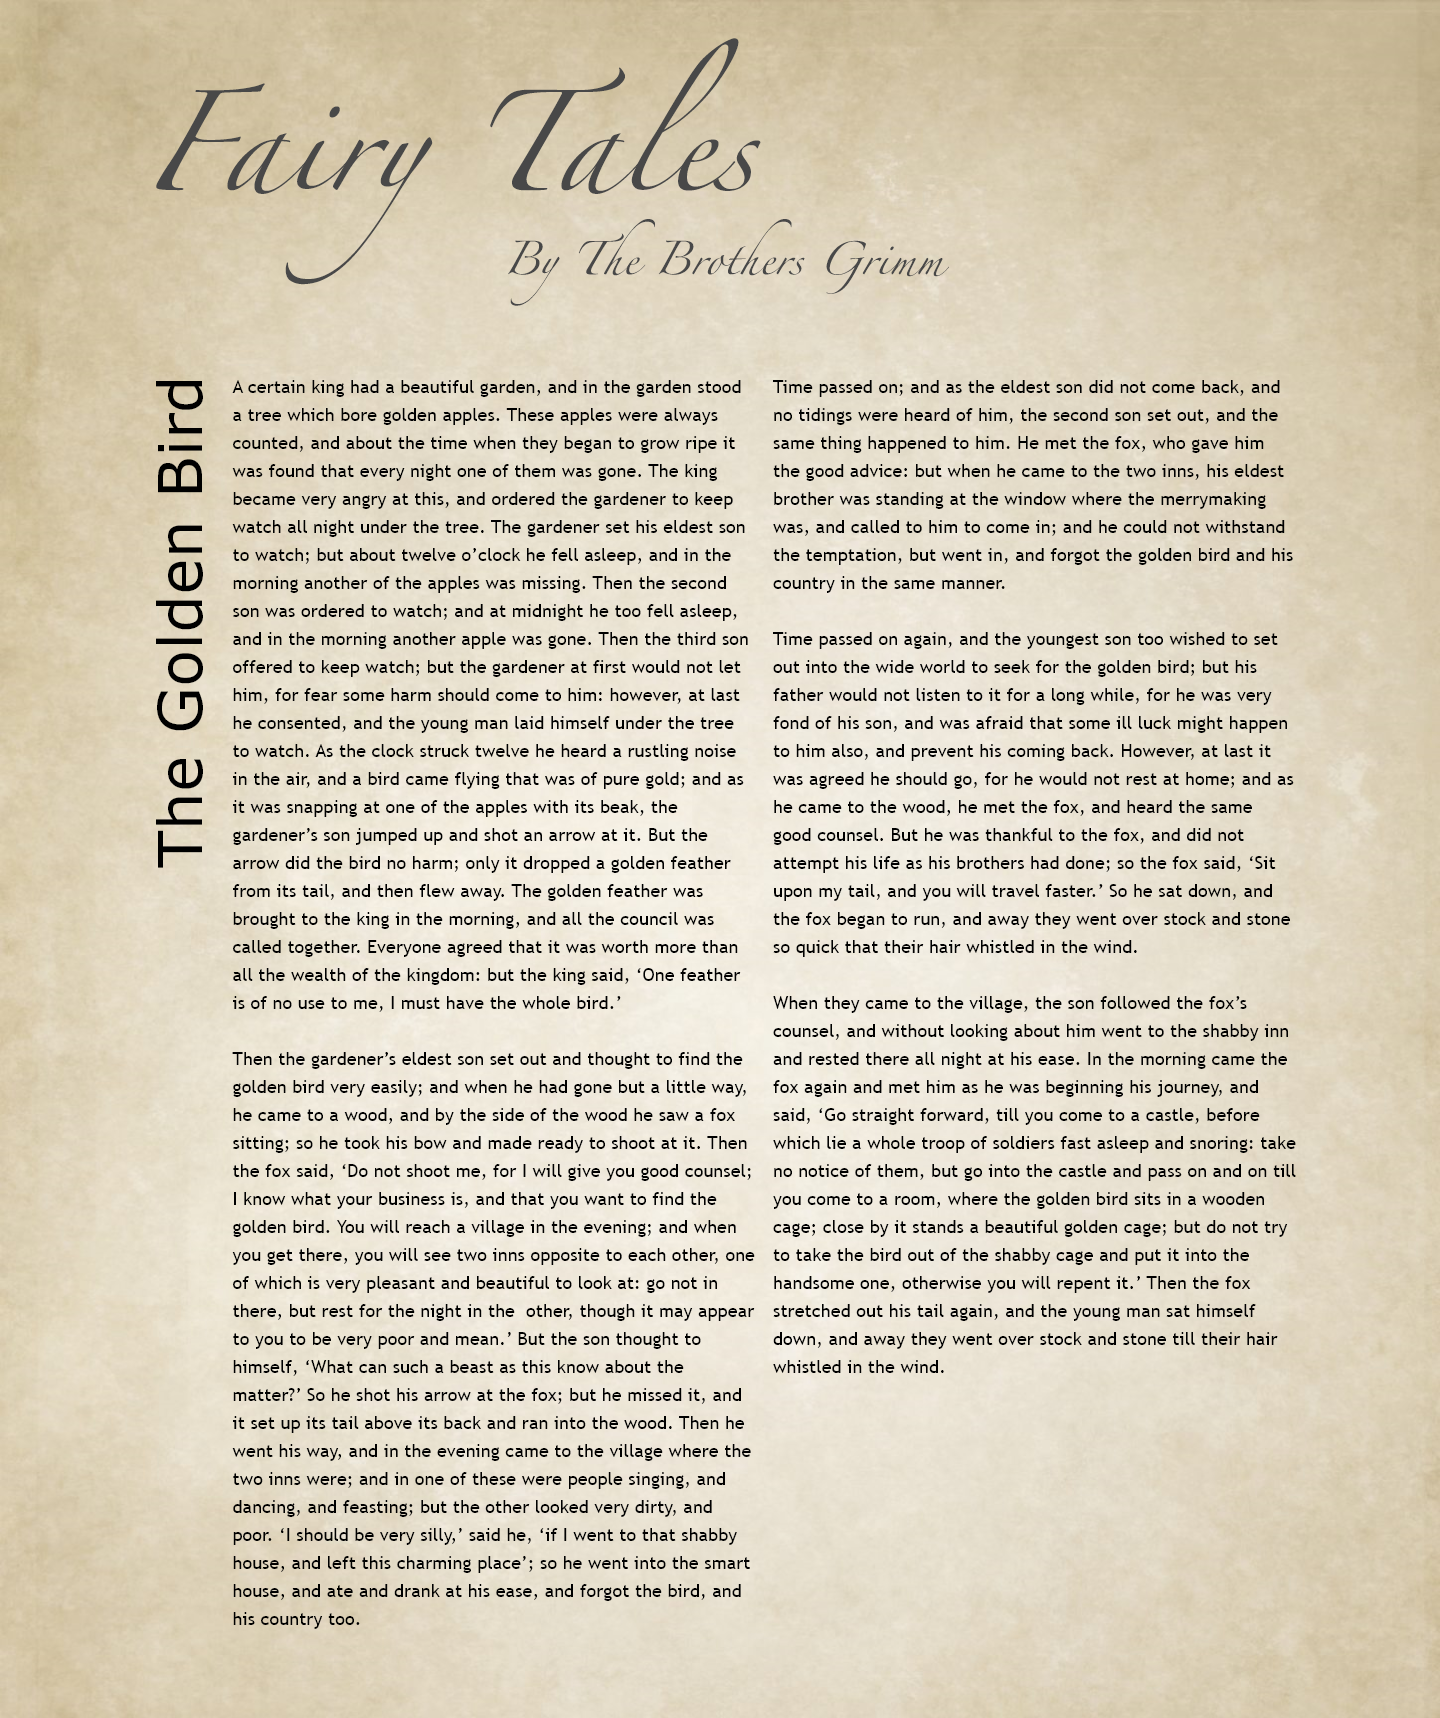 Fairy Tales
By The Brothers Grimm
The Golden Bird
A certain king had a beautiful garden, and in the garden stood
a tree which bore golden apples. These apples were always
counted, and about the time when they began to grow ripe it
was found that every night one of them was gone. The king
became very angry at this, and ordered the gardener to keep
watch all night under the tree. The gardener set his eldest son
to watch; but about twelve o’clock he fell asleep, and in the
morning another of the apples was missing. Then the second
son was ordered to watch; and at midnight he too fell asleep,
and in the morning another apple was gone. Then the third son
offered to keep watch; but the gardener at first would not let
him, for fear some harm should come to him: however, at last
he consented, and the young man laid himself under the tree
to watch. As the clock struck twelve he heard a rustling noise
in the air, and a bird came flying that was of pure gold; and as
it was snapping at one of the apples with its beak, the
gardener’s son jumped up and shot an arrow at it. But the
arrow did the bird no harm; only it dropped a golden feather
from its tail, and then flew away. The golden feather was
brought to the king in the morning, and all the council was
called together. Everyone agreed that it was worth more than
all the wealth of the kingdom: but the king said, ‘One feather
is of no use to me, I must have the whole bird.’
Then the gardener’s eldest son set out and thought to find the
golden bird very easily; and when he had gone but a little way,
he came to a wood, and by the side of the wood he saw a fox
sitting; so he took his bow and made ready to shoot at it. Then
the fox said, ‘Do not shoot me, for I will give you good counsel;
I know what your business is, and that you want to find the
golden bird. You will reach a village in the evening; and when
you get there, you will see two inns opposite to each other, one
of which is very pleasant and beautiful to look at: go not in
there, but rest for the night in the  other, though it may appear
to you to be very poor and mean.’ But the son thought to
himself, ‘What can such a beast as this know about the
matter?’ So he shot his arrow at the fox; but he missed it, and
it set up its tail above its back and ran into the wood. Then he
went his way, and in the evening came to the village where the
two inns were; and in one of these were people singing, and
dancing, and feasting; but the other looked very dirty, and
poor. ‘I should be very silly,’ said he, ‘if I went to that shabby
house, and left this charming place’; so he went into the smart
house, and ate and drank at his ease, and forgot the bird, and
his country too.
Time passed on; and as the eldest son did not come back, and
no tidings were heard of him, the second son set out, and the
same thing happened to him. He met the fox, who gave him
the good advice: but when he came to the two inns, his eldest
brother was standing at the window where the merrymaking
was, and called to him to come in; and he could not withstand
the temptation, but went in, and forgot the golden bird and his
country in the same manner.
Time passed on again, and the youngest son too wished to set
out into the wide world to seek for the golden bird; but his
father would not listen to it for a long while, for he was very
fond of his son, and was afraid that some ill luck might happen
to him also, and prevent his coming back. However, at last it
was agreed he should go, for he would not rest at home; and as
he came to the wood, he met the fox, and heard the same
good counsel. But he was thankful to the fox, and did not
attempt his life as his brothers had done; so the fox said, ‘Sit
upon my tail, and you will travel faster.’ So he sat down, and
the fox began to run, and away they went over stock and stone
so quick that their hair whistled in the wind.
When they came to the village, the son followed the fox’s
counsel, and without looking about him went to the shabby inn
and rested there all night at his ease. In the morning came the
fox again and met him as he was beginning his journey, and
said, ‘Go straight forward, till you come to a castle, before
which lie a whole troop of soldiers fast asleep and snoring: take
no notice of them, but go into the castle and pass on and on till
you come to a room, where the golden bird sits in a wooden
cage; close by it stands a beautiful golden cage; but do not try
to take the bird out of the shabby cage and put it into the
handsome one, otherwise you will repent it.’ Then the fox
stretched out his tail again, and the young man sat himself
down, and away they went over stock and stone till their hair
whistled in the wind.